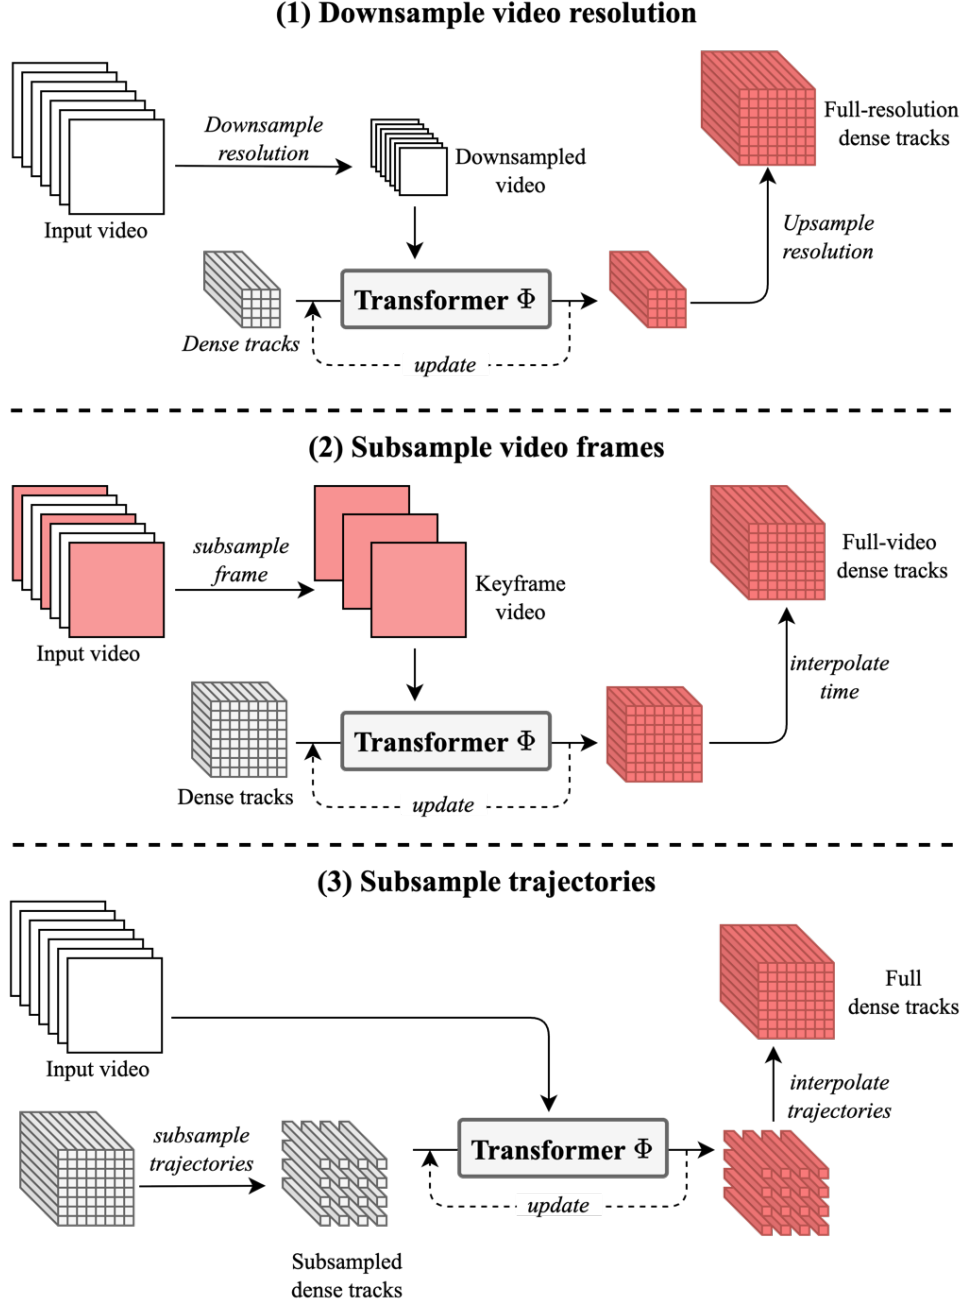 (1) Downsample video resolution
Downsample
resolution
Input video
Downsampled
video
Full-resolution
dense tracks
Upsample
resolution
Dense tracks
Transformer Φ
update
(2) Subsample video frames
subsample
frame
Input video
Keyframe
video
Full-video
dense tracks
interpolate
time
Dense tracks
Transformer Φ
update
(3) Subsample trajectories
Input video
Full
dense tracks
interpolate
trajectories
subsample
trajectories
Transformer Φ
update
Subsampled
dense tracks